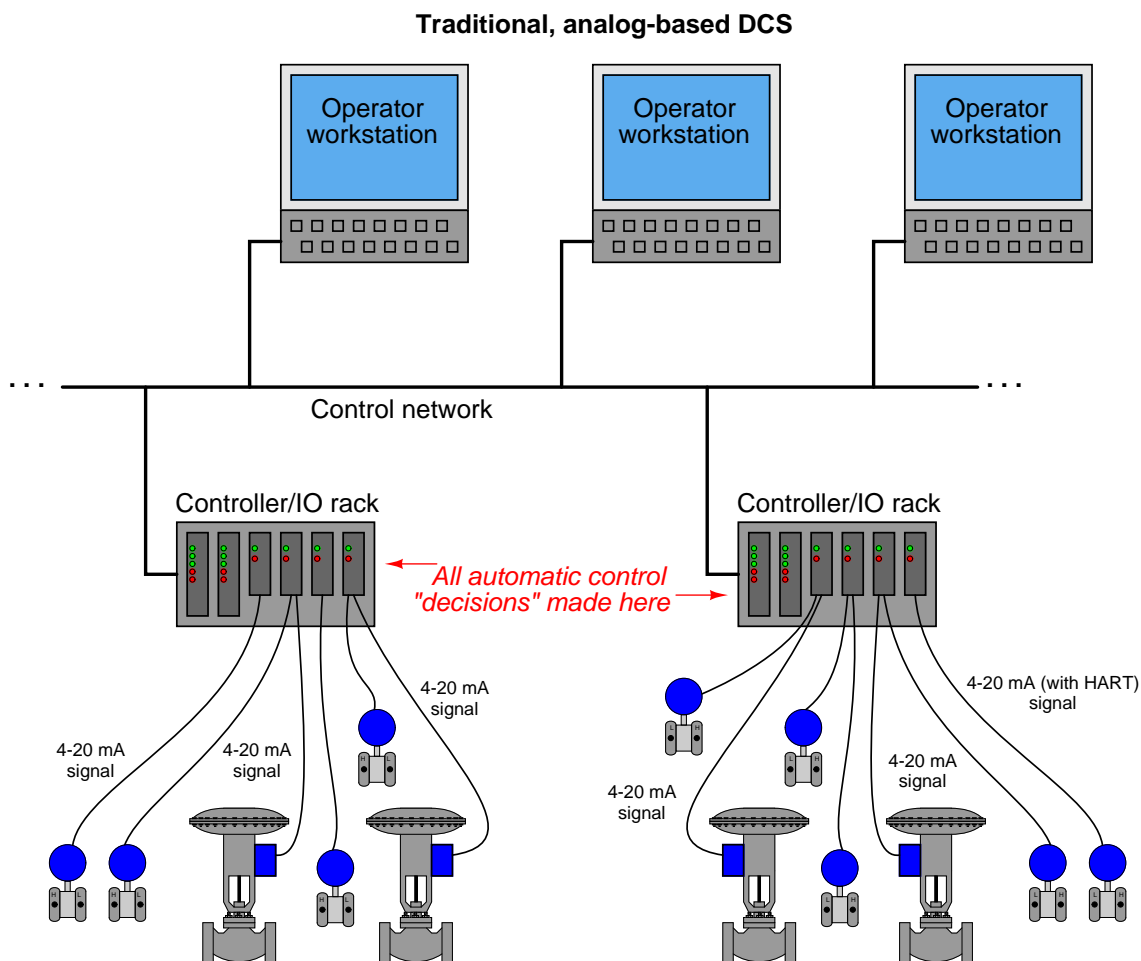 Traditional, analog-based DCS
Operator
workstation
Operator
workstation
Operator
workstation
. . .
. . .
Control network
Controller/IO rack
Controller/IO rack
All automatic control
"decisions" made here
4-20 mA
signal
4-20 mA
signal
4-20 mA
signal
4-20 mA (with HART)
signal
4-20 mA
signal
4-20 mA
signal
L H
H L
L H
H L
H L
H L
L H
L H
L H